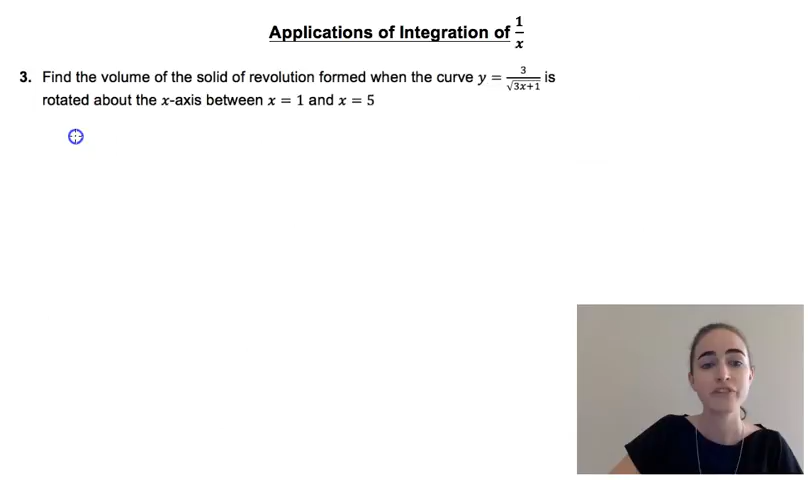 Applications of Integration of 1/x
3. Find the volume of the solid of revolution formed when the curve y = 3/√3x+1 is
rotated about the x-axis between x = 1 and x = 5